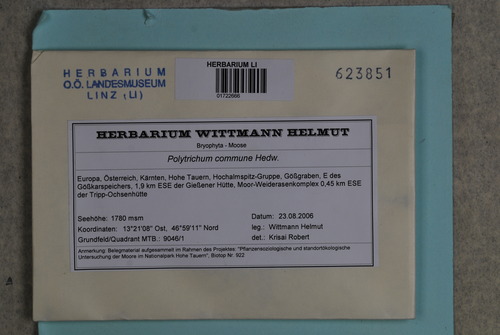 HERBARIUM
O.Ö. LANDESMUSEUM
LINZ (LI)
HERBARIUM LI
01722666
623851
HERBARIUM WITTMANN HELMUT
Bryophyta - Moose
Polytrichum commune Hedw.
Europa, Österreich, Kärnten, Hohe Tauern, Hochalmspitz-Gruppe, Gößgraben, E des
Gößkarspeichers, 1,9 km ESE der Gießener Hütte, Moor-Weiderasenkomplex 0,45 km ESE
der Tripp-Ochsenhütte
Seehöhe: 1780 msm
Datum: 23.08.2006
Koordinaten: 13°21'08" Ost, 46°59'11" Nord
leg.: Wittmann Helmut
Grundfeld/Quadrant MTB.: 9046/1
det.: Krisai Robert
Anmerkung: Belegmaterial aufgesammelt im Rahmen des Projektes: "Pflanzensoziologische und standortökologische
Untersuchung der Moore im Nationalpark Hohe Tauern", Biotop Nr. 922